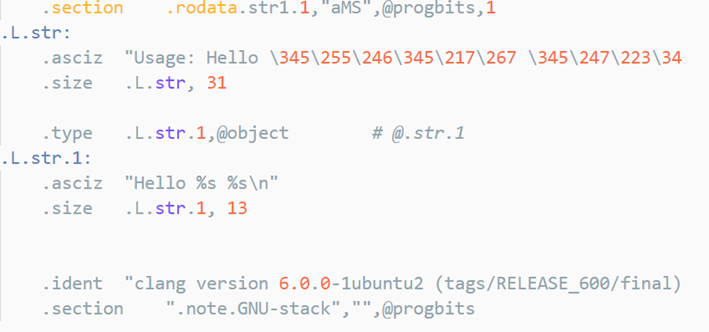 .section .rodata.str1.1,"aMS",@progbits,1
.L.str:
.asciz "Usage: Hello \345\255\246\345\217\267 \345\247\223\34
.size .L.str, 31
.type .L.str.1,@object # @.str.1
.L.str.1:
.asciz "Hello %s %s\n"
.size .L.str.1, 13
.ident "clang version 6.0.0-1ubuntu2 (tags/RELEASE_600/final)
.section ".note.GNU-stack","",@progbits